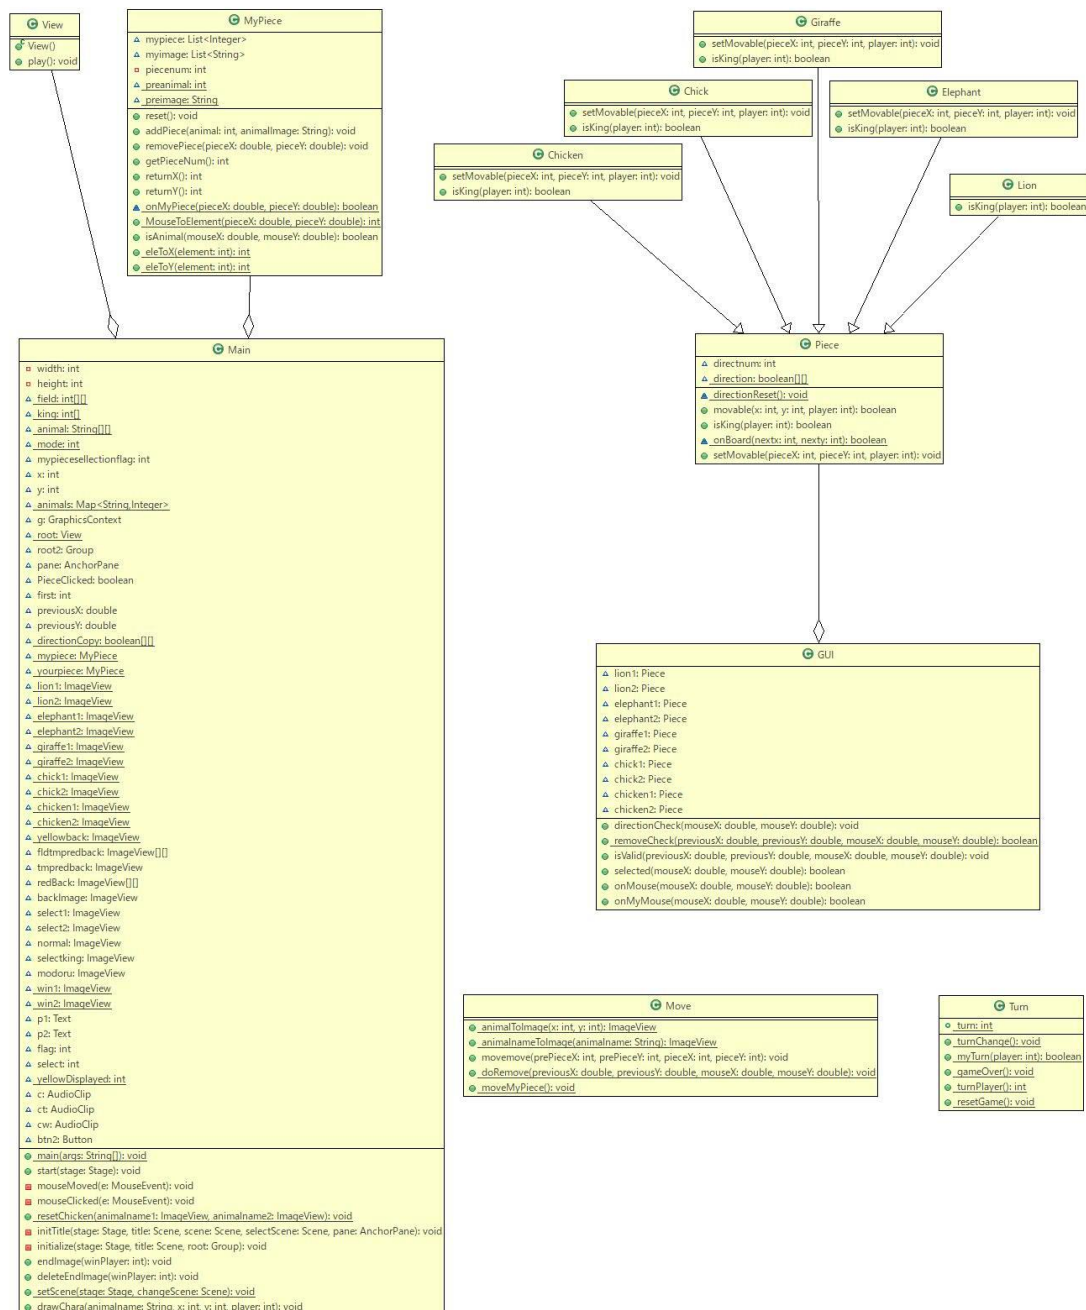 View
View()
play(): void
MyPiece
mypiece: List<Integer>
myimage: List<String>
piecenum: int
preanimal: int
preimage: String
reset(): void
addPiece(animal: int, animalImage: String): void
removePiece(pieceX: double, pieceY: double): void
getPieceNum(): int
returnX(): int
returnY(): int
onMyPiece(pieceX: double, pieceY: double): boolean
MouseToElement(pieceX: double, pieceY: double): int
isAnimal(mouseX: double, mouseY: double): boolean
eleToX(element: int): int
eleToY(element: int): int
Giraffe
setMovable(pieceX: int, pieceY: int, player: int): void
isKing(player: int): boolean
Chick
setMovable(pieceX: int, pieceY: int, player: int): void
isKing(player: int): boolean
Elephant
setMovable(pieceX: int, pieceY: int, player: int): void
isKing(player: int): boolean
Chicken
setMovable(pieceX: int, pieceY: int, player: int): void
isKing(player: int): boolean
Lion
isKing(player: int): boolean
Main
width: int
height: int
field: int[][]
king: int[]
animal: String[][]
mode: int
mypiecesellectionflag: int
x: int
y: int
animals: Map<String,Integer>
g: GraphicsContext
root: View
root2: Group
pane: AnchorPane
PieceClicked: boolean
first: int
previousX: double
previousY: double
directionCopy: boolean[][]
mypiece: MyPiece
yourpiece: MyPiece
lion1: ImageView
lion2: ImageView
elephant1: ImageView
elephant2: ImageView
giraffe1: ImageView
giraffe2: ImageView
chick1: ImageView
chick2: ImageView
chicken1: ImageView
chicken2: ImageView
yellowback: ImageView
fldtmpredback: ImageView[][]
tmpredback: ImageView
redBack: ImageView[][]
backImage: ImageView
select1: ImageView
select2: ImageView
normal: ImageView
selectking: ImageView
modoru: ImageView
win1: ImageView
win2: ImageView
p1: Text
p2: Text
flag: int
select: int
yellowDisplayed: int
c: AudioClip
ct: AudioClip
cw: AudioClip
btn2: Button
main(args: String[]): void
start(stage: Stage): void
mouseMoved(e: MouseEvent): void
mouseClicked(e: MouseEvent): void
resetChicken(animalname1: ImageView, animalname2: ImageView): void
initTitle(stage: Stage, title: Scene, scene: Scene, selectScene: Scene, pane: AnchorPane): void
initialize(stage: Stage, title: Scene, root: Group): void
endImage(winPlayer: int): void
deleteEndImage(winPlayer: int): void
setScene(stage: Stage, changeScene: Scene): void
drawChara(animalname: String, x: int, y: int, player: int): void
Piece
directnum: int
direction: boolean[][]
directionReset(): void
movable(x: int, y: int, player: int): boolean
isKing(player: int): boolean
onBoard(nextx: int, nexty: int): boolean
setMovable(pieceX: int, pieceY: int, player: int): void
GUI
lion1: Piece
lion2: Piece
elephant1: Piece
elephant2: Piece
giraffe1: Piece
giraffe2: Piece
chick1: Piece
chick2: Piece
chicken1: Piece
chicken2: Piece
directionCheck(mouseX: double, mouseY: double): void
removeCheck(previousX: double, previousY: double, mouseX: double, mouseY: double): boolean
isValid(previousX: double, previousY: double, mouseX: double, mouseY: double): void
selected(mouseX: double, mouseY: double): boolean
onMouse(mouseX: double, mouseY: double): boolean
onMyMouse(mouseX: double, mouseY: double): boolean
Move
animalToImage(x: int, y: int): ImageView
animalnameToImage(animalname: String): ImageView
movemove(prePieceX: int, prePieceY: int, pieceX: int, pieceY: int): void
doRemove(previousX: double, previousY: double, mouseX: double, mouseY: double): void
moveMyPiece(): void
Turn
turn: int
turnChange(): void
myTurn(player: int): boolean
gameOver(): void
turnPlayer(): int
resetGame(): void